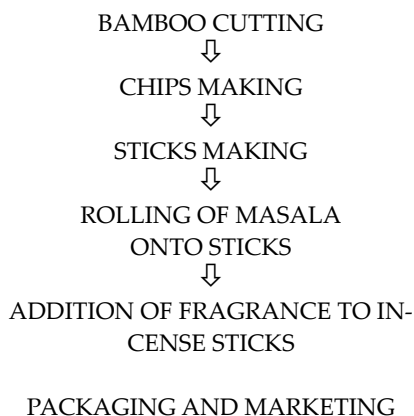 BAMBOO CUTTING
⇩
CHIPS MAKING
⇩
STICKS MAKING
⇩
ROLLING OF MASALA
ONTO STICKS
⇩
ADDITION OF FRAGRANCE TO IN-
CENSE STICKS
PACKAGING AND MARKETING